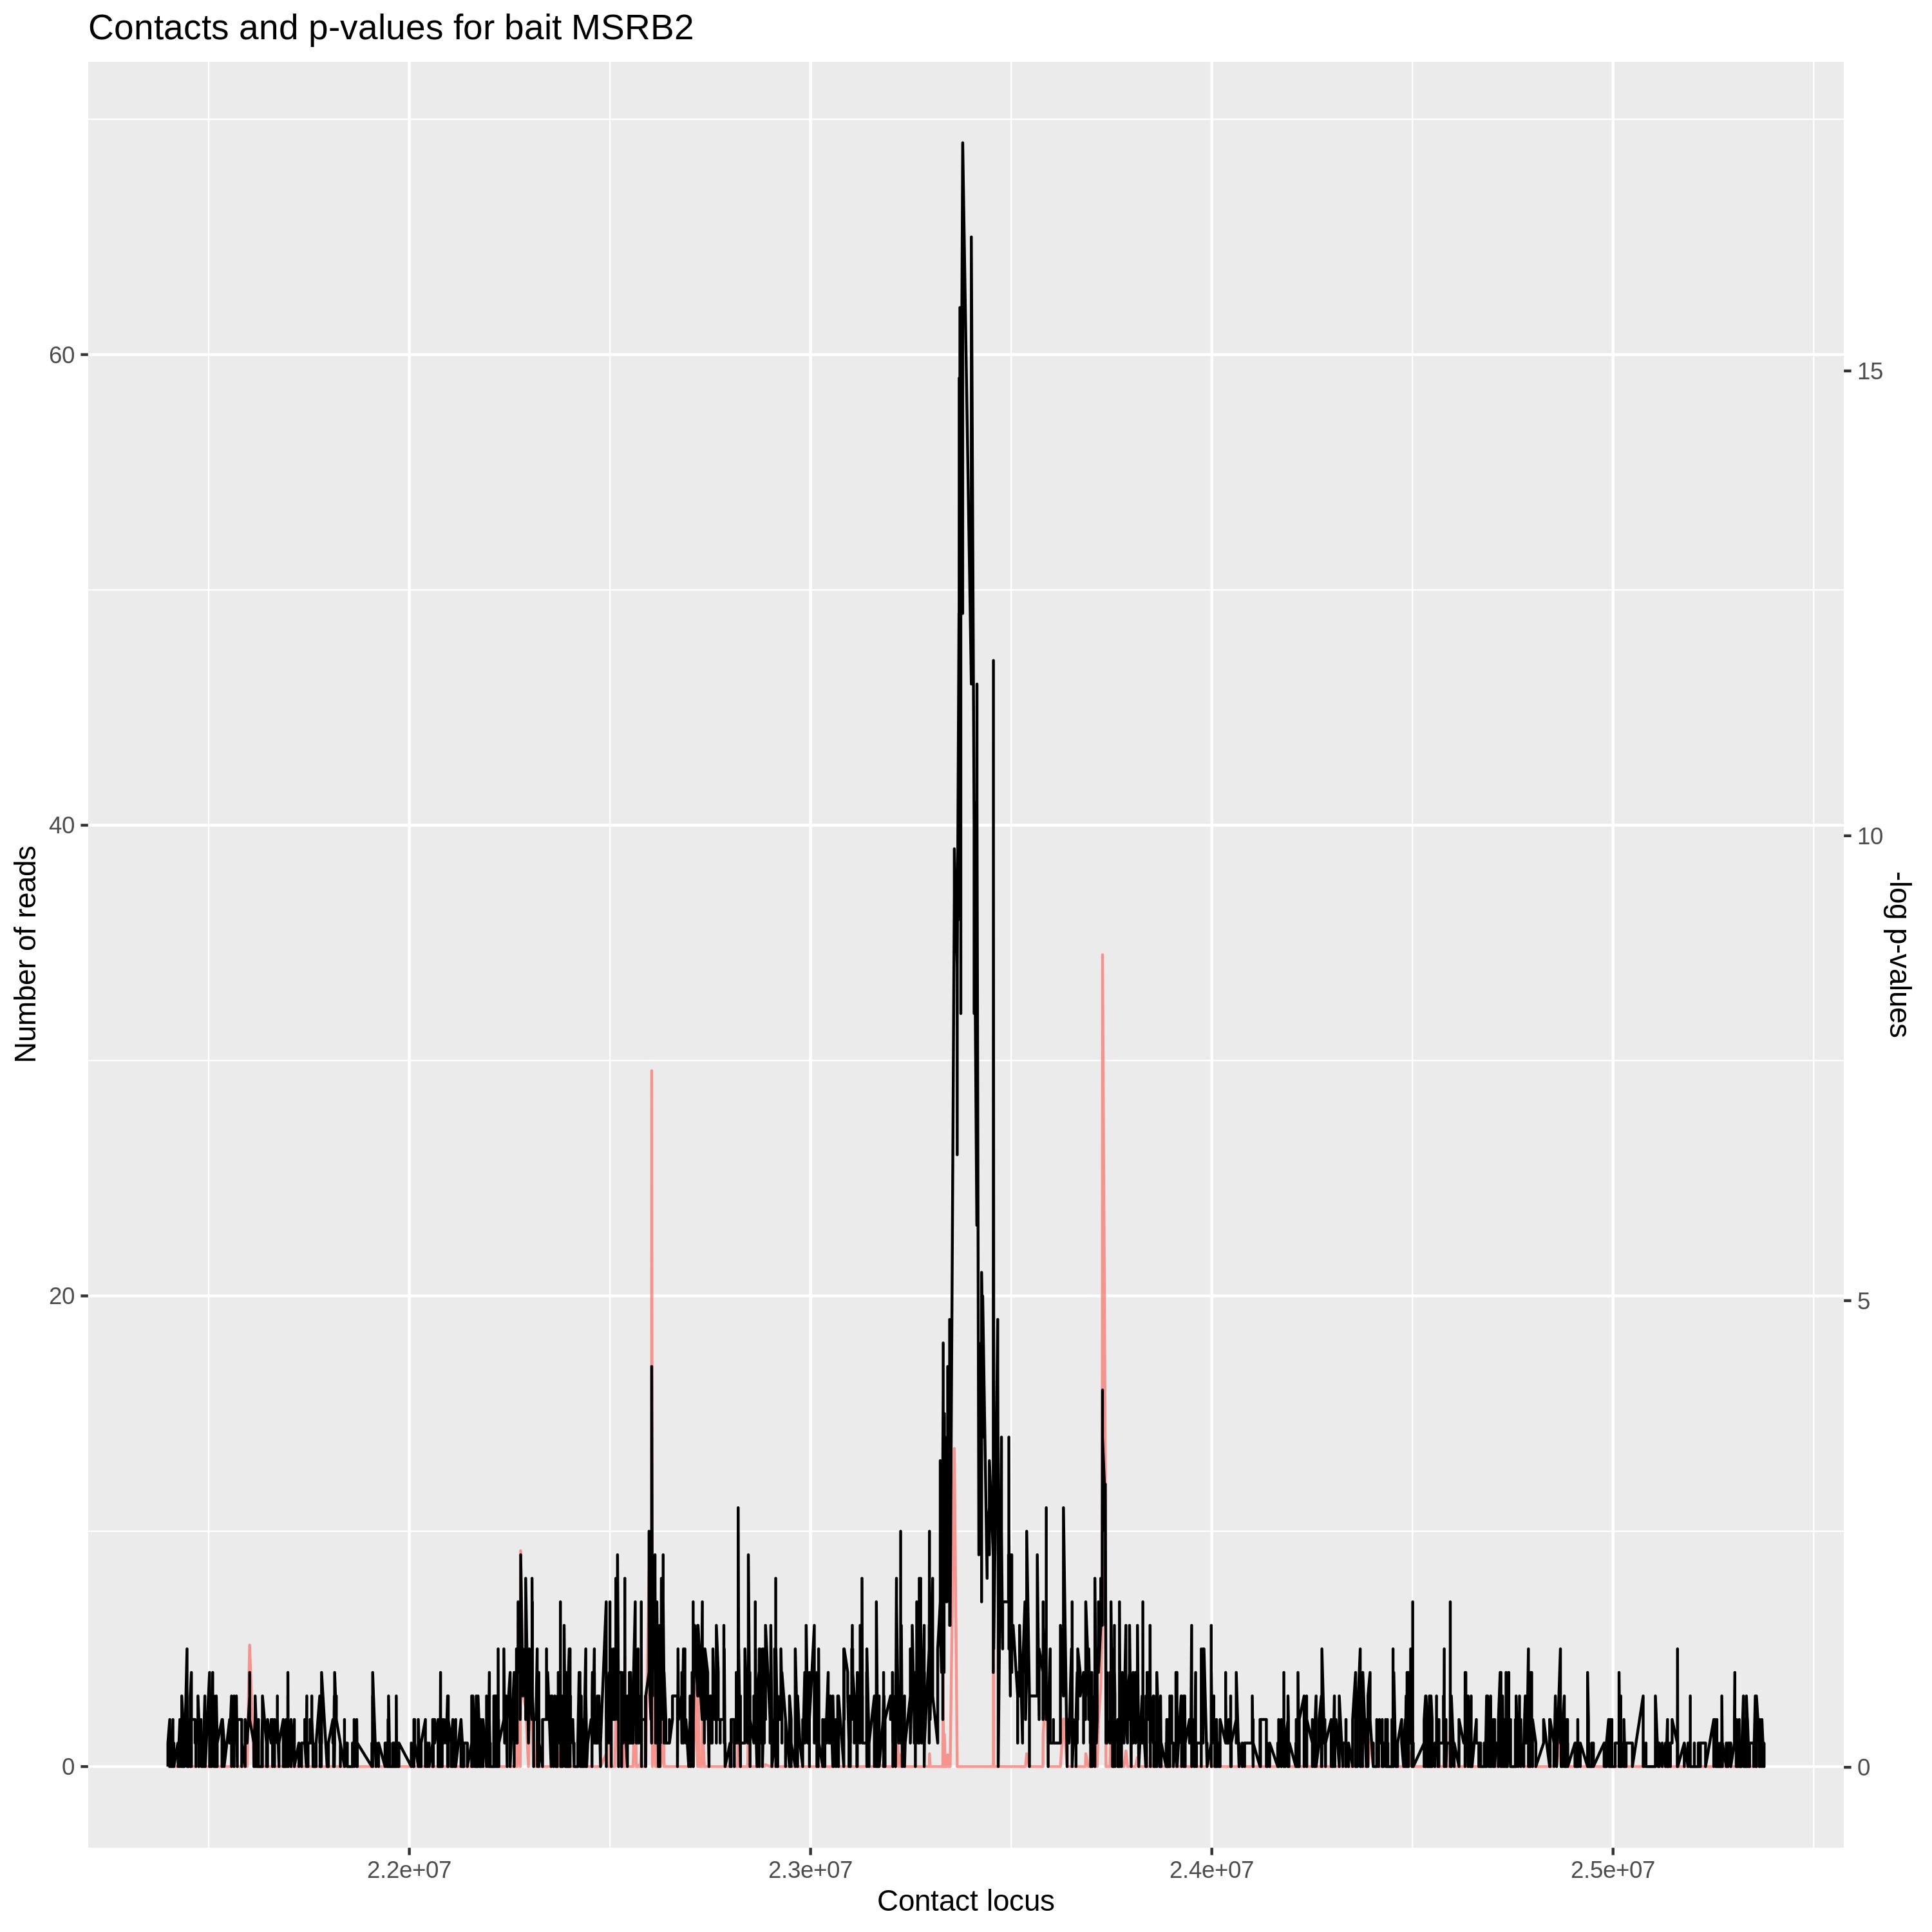 Contacts and p-values for bait MSRB2
60
40
20
0
Number of reads
15
10
5
0
-log p-values
2.2e+07 2.3e+07 2.4e+07 2.5e+07
Contact locus